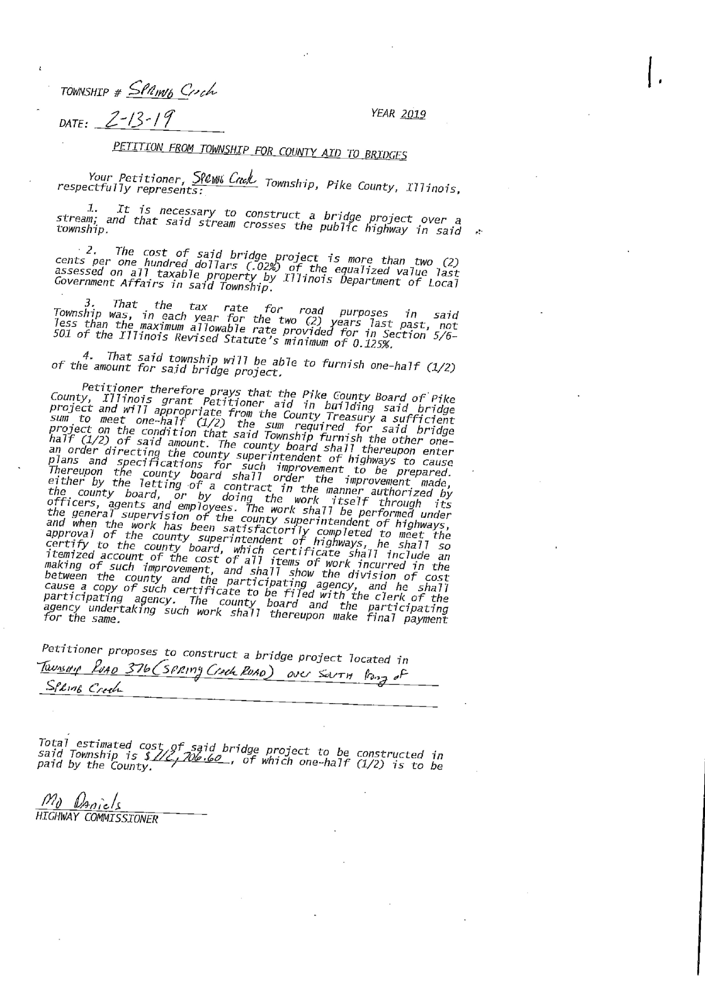 1.
TOWNSHIP # SPRING Creek
YEAR 2019
DATE: 2-13-19
PETITION FROM TOWNSHIP FOR COUNTY AID TO BRIDGES
Your Petitioner, SPRING Creek Township, Pike County, Illinois,
respectfully represents:
1. It is necessary to construct a bridge project over a
stream; and that said stream crosses the public highway in said
township.
2. The cost of said bridge project is more than two (2)
cents per one hundred dollars (.02%) of the equalized value last
assessed on all taxable property by Illinois Department of Local
Government Affairs in said Township.
3. That the tax rate for road purposes in said
Township was, in each year for the two (2) years last past, not
less than the maximum allowable rate provided for in Section 5/6-
501 of the Illinois Revised Statute's minimum of 0.125%.
4. That said township will be able to furnish one-half (1/2)
of the amount for said bridge project.
Petitioner therefore prays that the Pike County Board of Pike
County, Illinois grant Petitioner aid in building said bridge
project and will appropriate from the County Treasury a sufficient
sum to meet one-half (1/2) the sum required for said bridge
project on the condition that said Township furnish the other one-
half (1/2) of said amount. The county board shall thereupon enter
an order directing the county superintendent of highways to cause
plans and specifications for such improvement to be prepared.
Thereupon the county board shall order the improvement made,
either by the letting of a contract in the manner authorized by
the county board, or by doing the work itself through its
officers, agents and employees. The work shall be performed under
the general supervision of the county superintendent of highways,
and when the work has been satisfactorily completed to meet the
approval of the county superintendent of highways, he shall so
certify to the county board, which certificate shall include an
itemized account of the cost of all items of work incurred in the
making of such improvement, and shall show the division of cost
between the county and the participating agency, and he shall
cause a copy of such certificate to be filed with the clerk of the
participating agency. The county board and the participating
agency undertaking such work shall thereupon make final payment
for the same.
Petitioner proposes to construct a bridge project located in
Township ROAD 376 (SPRING Creek ROAD) over SOUTH Prong of
SPRING Creek
Total estimated cost of said bridge project to be constructed in
said Township is $ 112,706.60, of which one-half (1/2) is to be
paid by the County.
MO DAniels
HIGHWAY COMMISSIONER